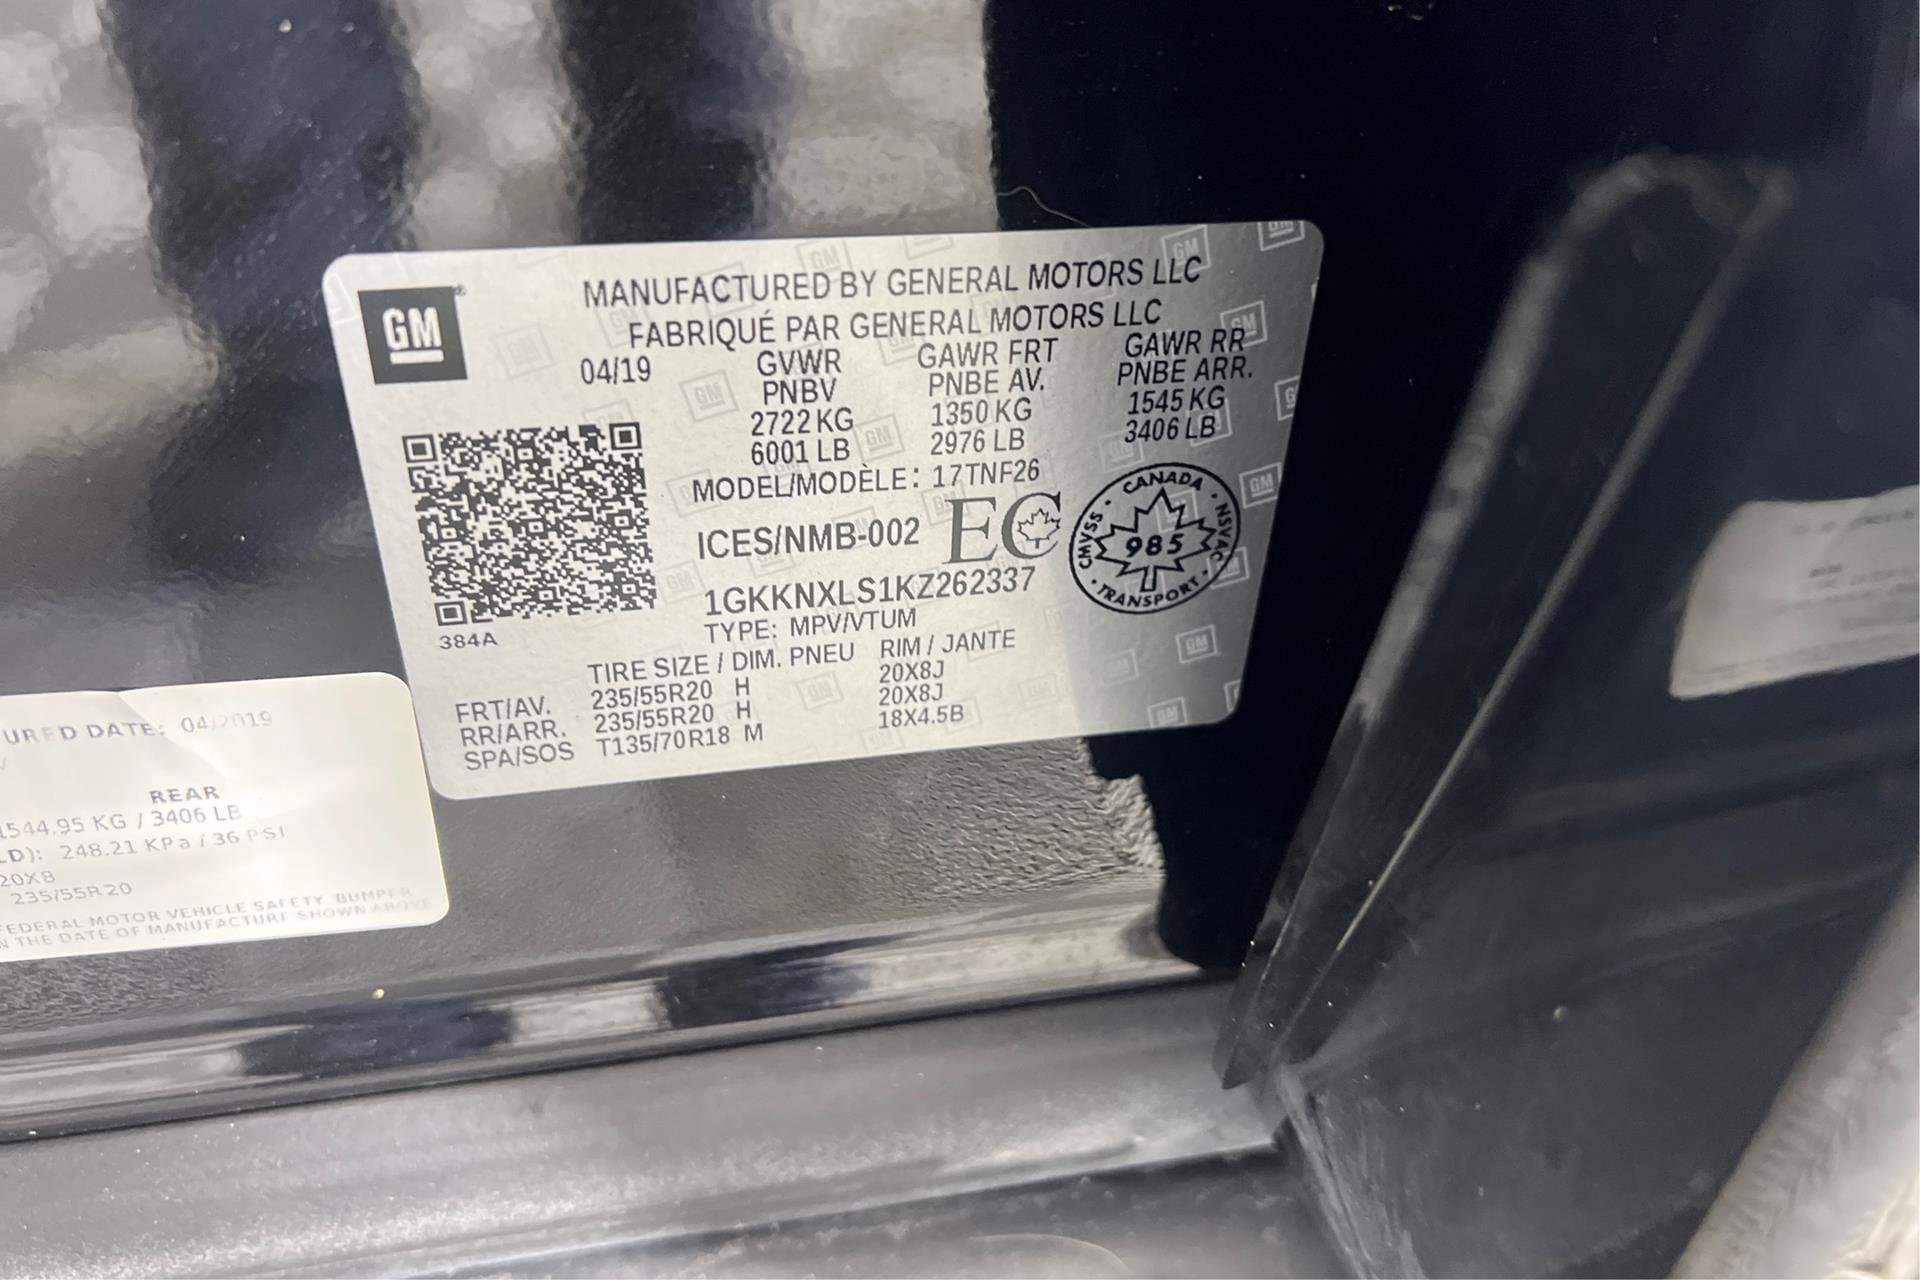 GM
MANUFACTURED BY GENERAL MOTORS LLC
FABRIQUÉ PAR GENERAL MOTORS LLC
04/19 GVWR GAWR FRT GAWR RR
PNBV PNBE AV. PNBE ARR.
2722 KG 1350 KG 1545 KG
6001 LB 2976 LB 3406 LB
MODEL/MODÈLE: 17TNF26
ICES/NMB-002 EC
CANADA
CMVSS 985 NSVAC
TRANSPORT
1GKKNXLS1KZ262337
TYPE: MPV/VTUM
384A
TIRE SIZE / DIM. PNEU RIM / JANTE
FRT/AV. 235/55R20 H 20X8J
RR/ARR. 235/55R20 H 20X8J
SPA/SOS T135/70R18 M 18X4.5B
URED DATE: 04/2019
REAR
1544.95 KG / 3406 LB
LD): 248.21 KPa / 36 PSI
20X8
235/55R20
FEDERAL MOTOR VEHICLE SAFETY BUMPER
N THE DATE OF MANUFACTURE SHOWN ABOVE